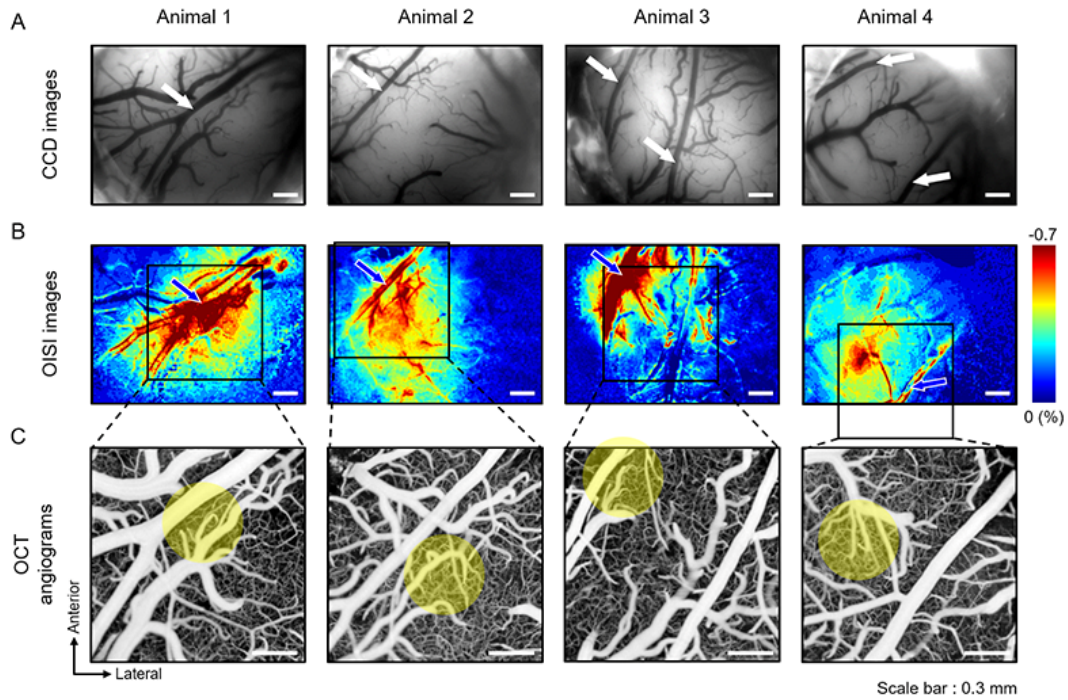 A
Animal 1
Animal 2
Animal 3
Animal 4
CCD images
B
OISI images
-0.7
0 (%)
C
OCT
angiograms
Anterior
Lateral
Scale bar : 0.3 mm